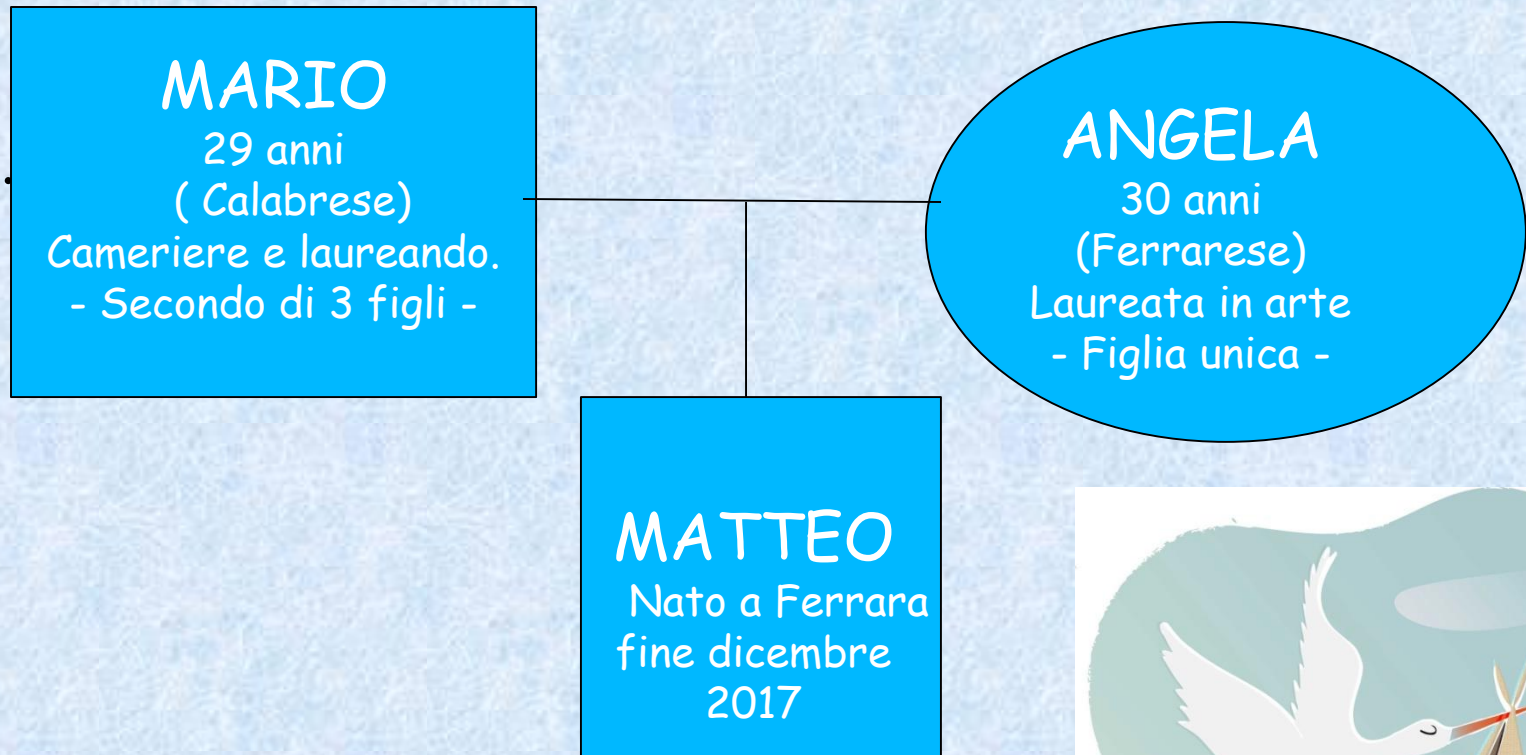 MARIO
29 anni
( Calabrese)
Cameriere e laureando.
- Secondo di 3 figli -
ANGELA
30 anni
(Ferrarese)
Laureata in arte
- Figlia unica -
MATTEO
Nato a Ferrara
fine dicembre
2017